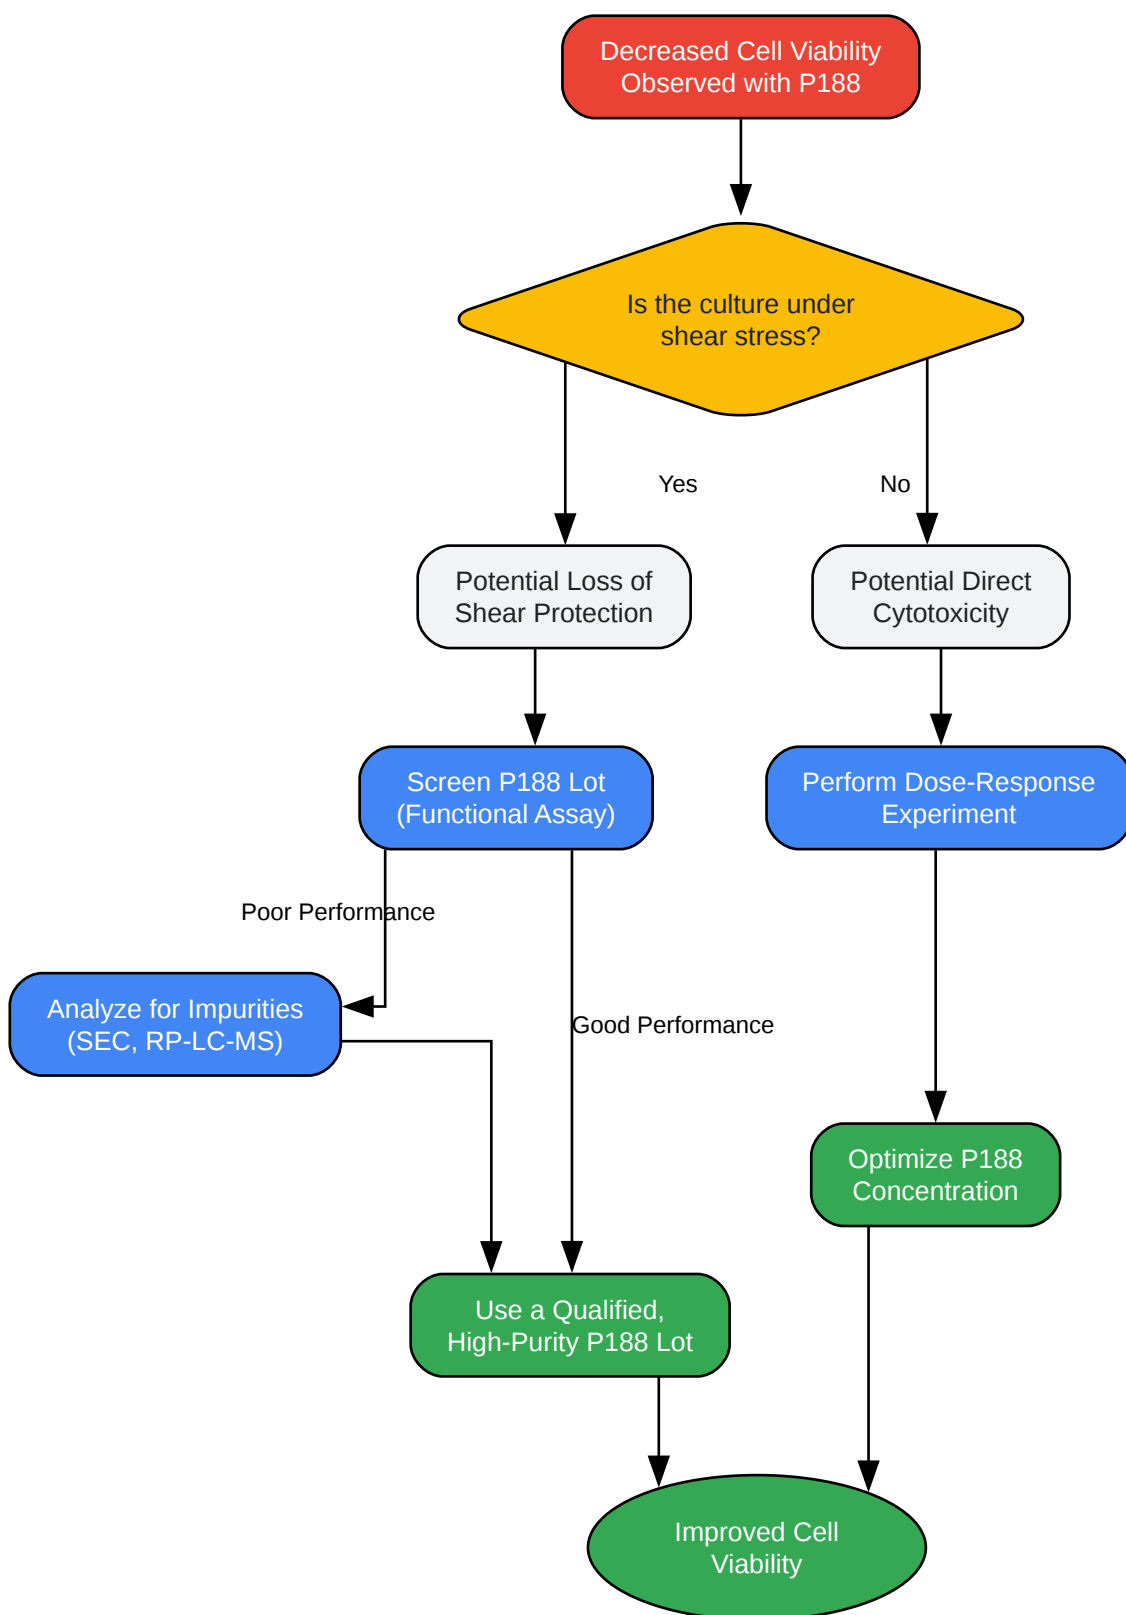 Decreased Cell Viability
Observed with P188
Is the culture under
shear stress?
Yes
No
Potential Loss of
Shear Protection
Potential Direct
Cytotoxicity
Screen P188 Lot
(Functional Assay)
Perform Dose-Response
Experiment
Poor Performance
Analyze for Impurities
(SEC, RP-LC-MS)
Good Performance
Optimize P188
Concentration
Use a Qualified,
High-Purity P188 Lot
Improved Cell
Viability